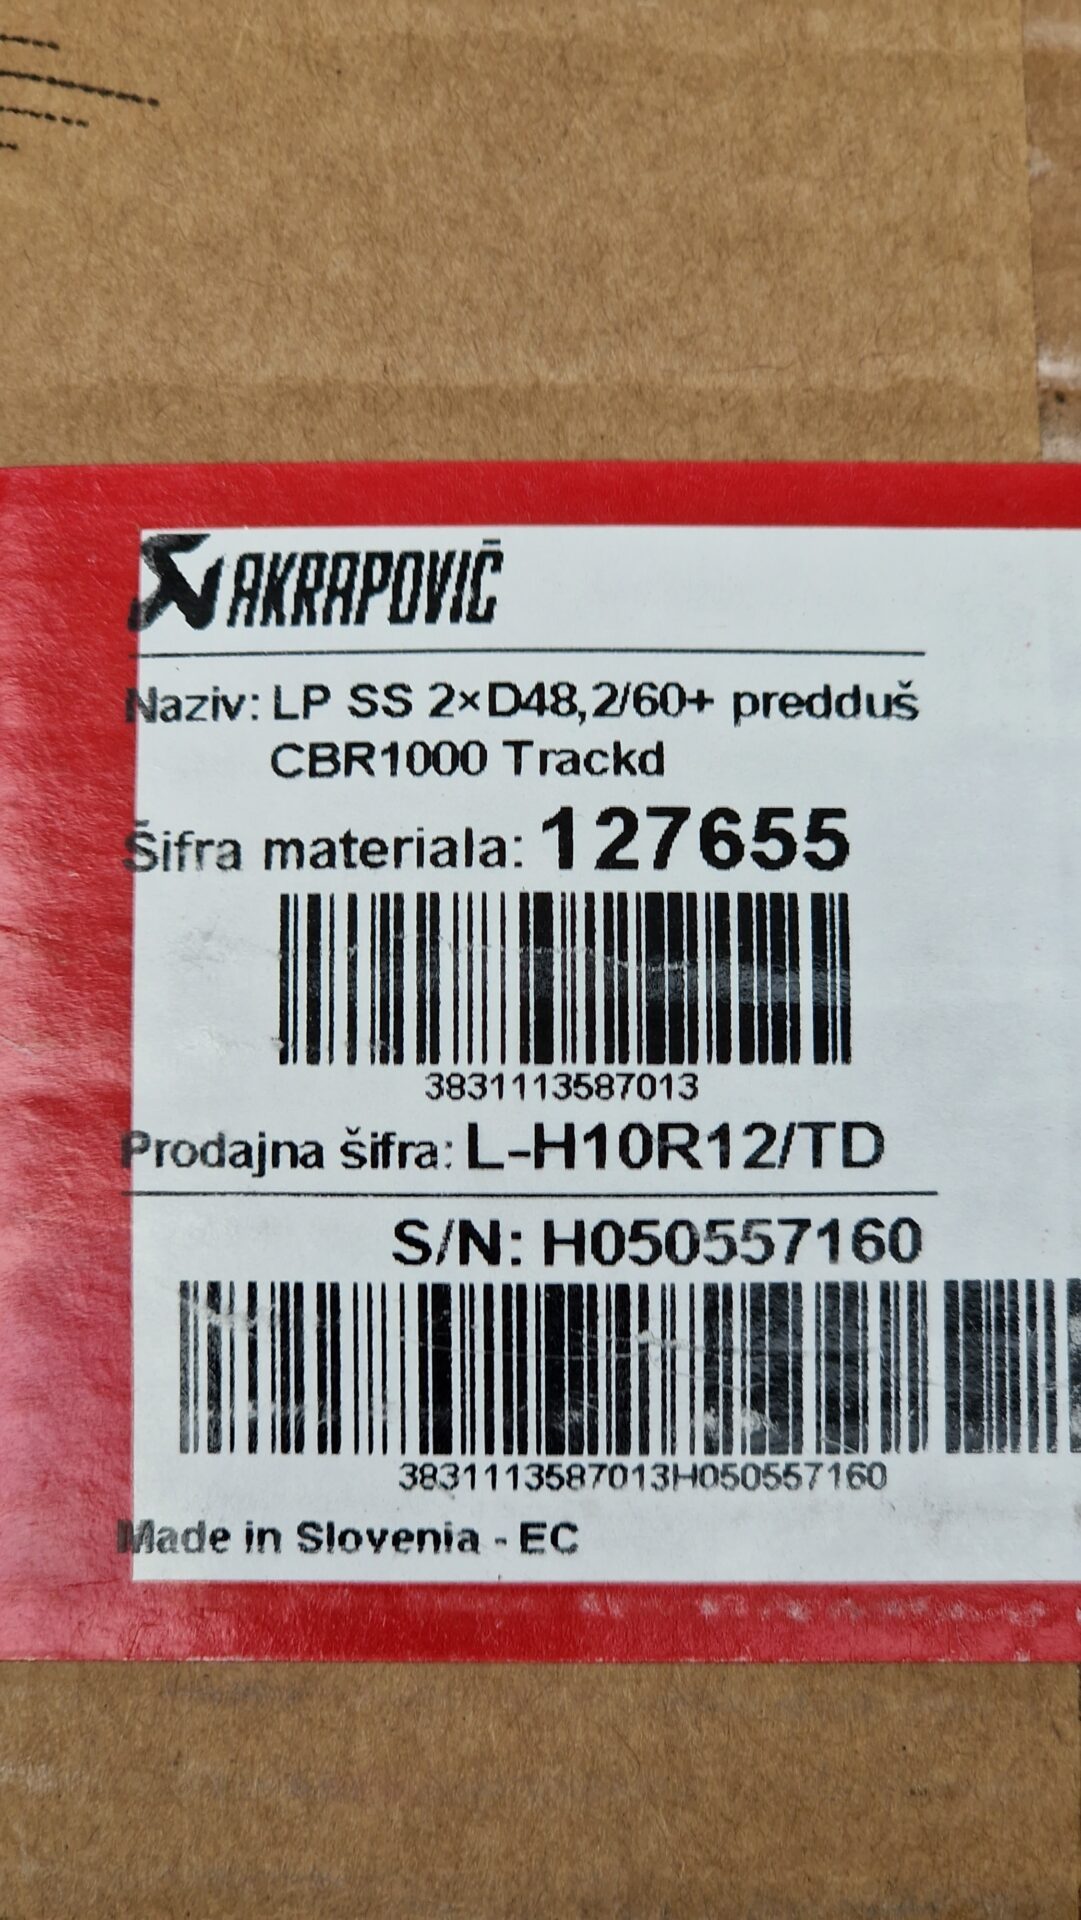 AKRAPOVIČ
Naziv: LP SS 2×D48,2/60+ predduš
CBR1000 Trackd
Šifra materiala: 127655
3831113587013
Prodajna šifra: L-H10R12/TD
S/N: H050557160
3831113587013H050557160
Made in Slovenia - EC